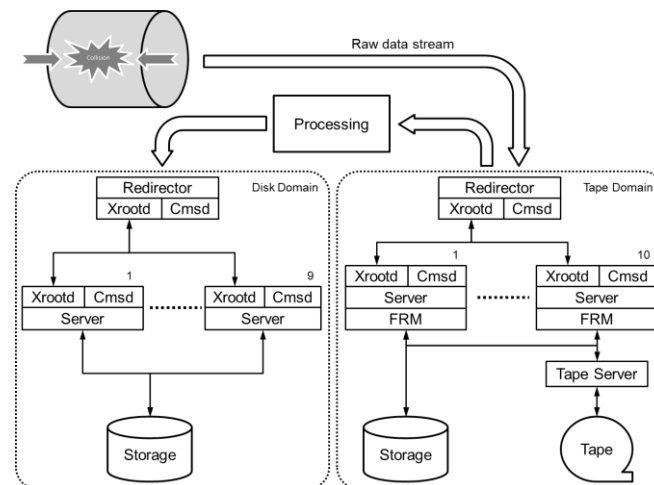 Collision
Raw data stream
Processing
Redirector
Disk Domain
Xrootd Cmsd
1
9
Xrootd Cmsd
Xrootd Cmsd
Server
Server
Storage
Redirector
Tape Domain
Xrootd Cmsd
1
10
Xrootd Cmsd
Xrootd Cmsd
Server
Server
FRM
FRM
Tape Server
Storage
Tape